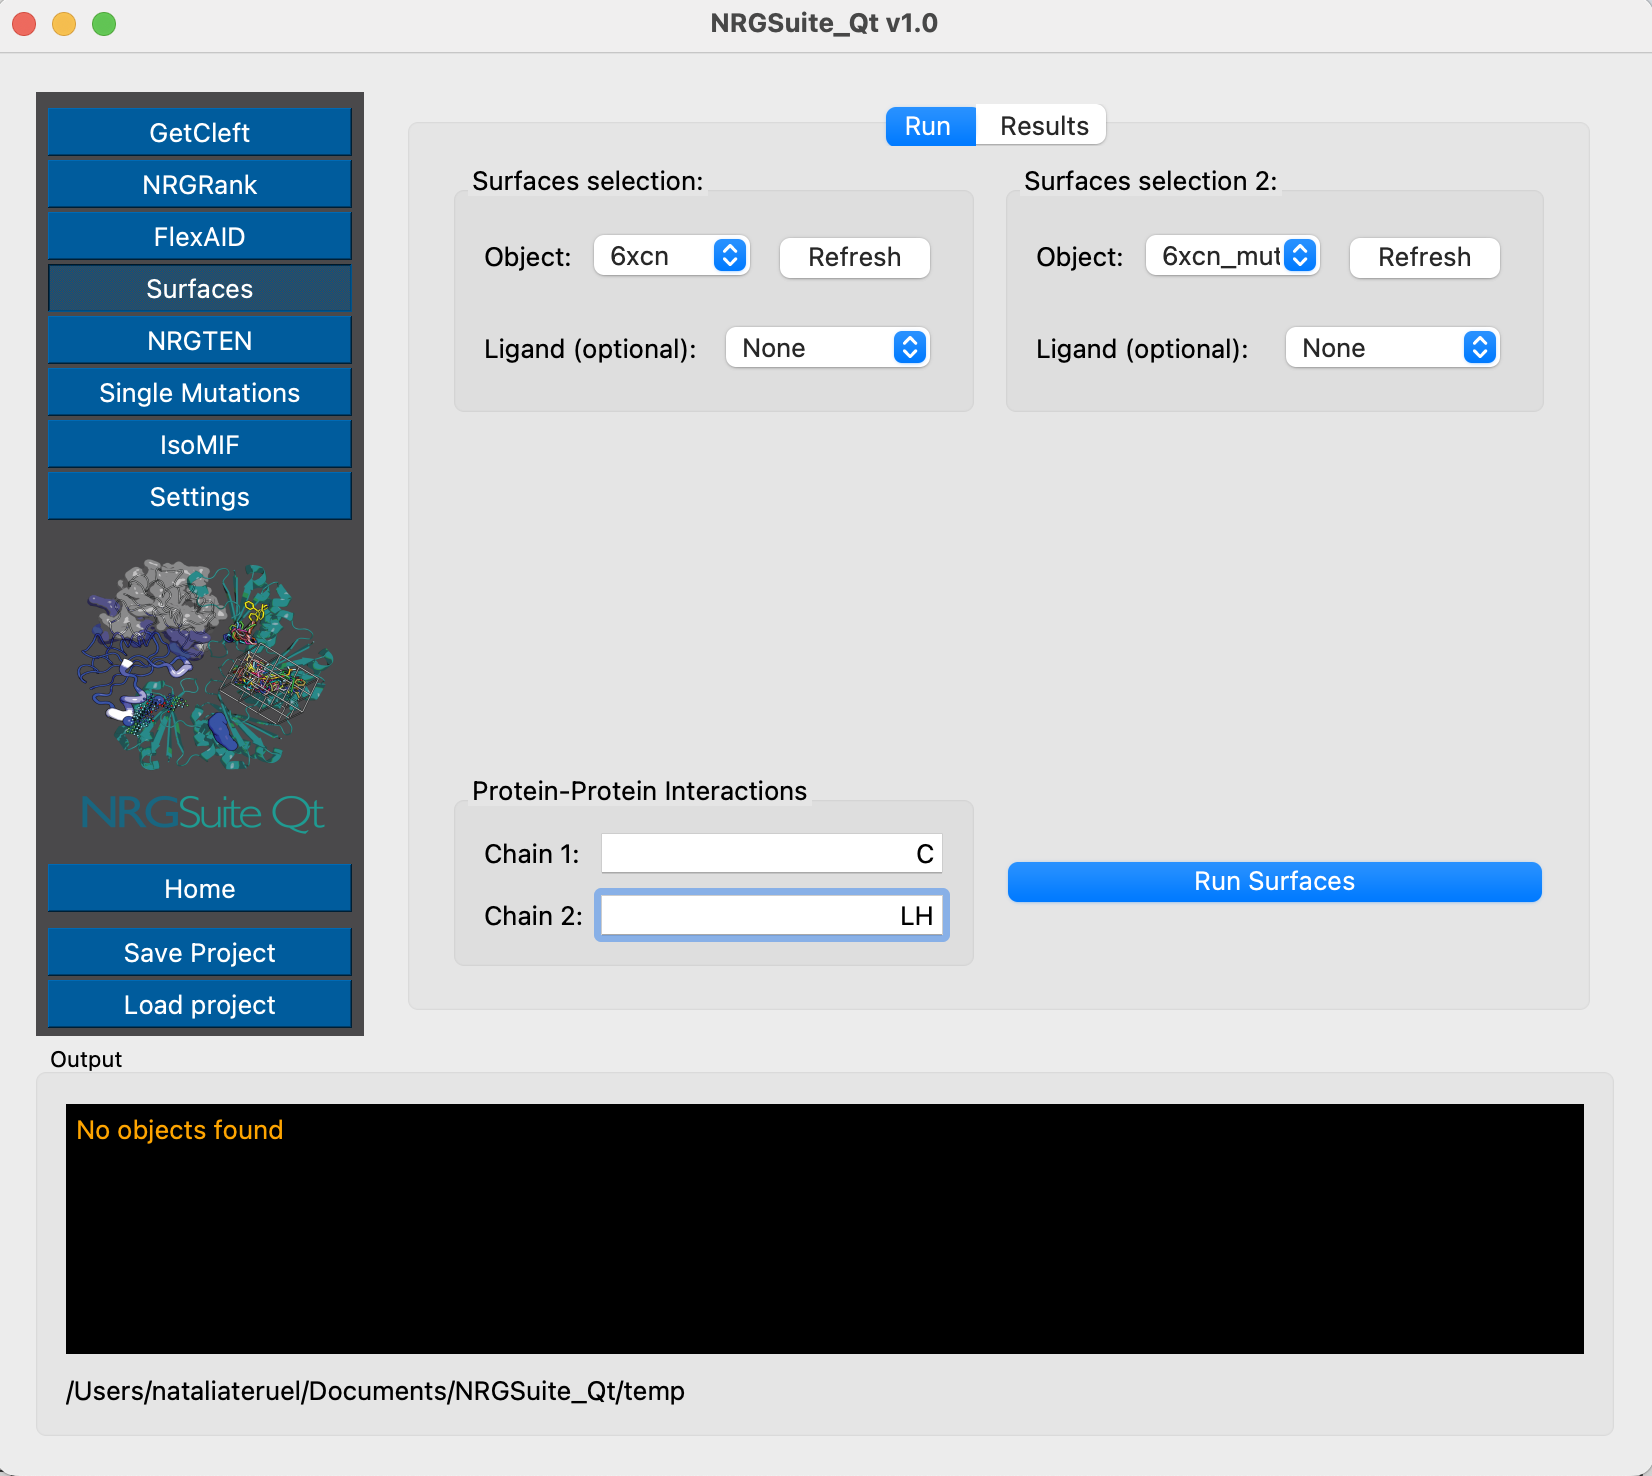 NRGSuite_Qt v1.0
GetCleft
NRGRank
FlexAID
Surfaces
NRGTEN
Single Mutations
IsoMIF
Settings
NRGSuite Qt
Home
Save Project
Load project
Run Results
Surfaces selection:
Object: 6xcn Refresh
Ligand (optional): None
Surfaces selection 2:
Object: 6xcn_mut Refresh
Ligand (optional): None
Protein-Protein Interactions
Chain 1: C
Chain 2: LH
Run Surfaces
Output
No objects found
/Users/nataliateruel/Documents/NRGSuite_Qt/temp